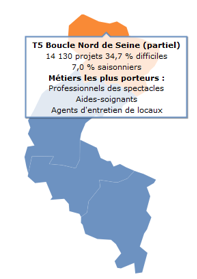 T5 Boucle Nord de Seine (partiel)
14 130 projets 34,7 % difficiles
7,0 % saisonniers
Métiers les plus porteurs :
Professionnels des spectacles
Aides-soignants
Agents d'entretien de locaux